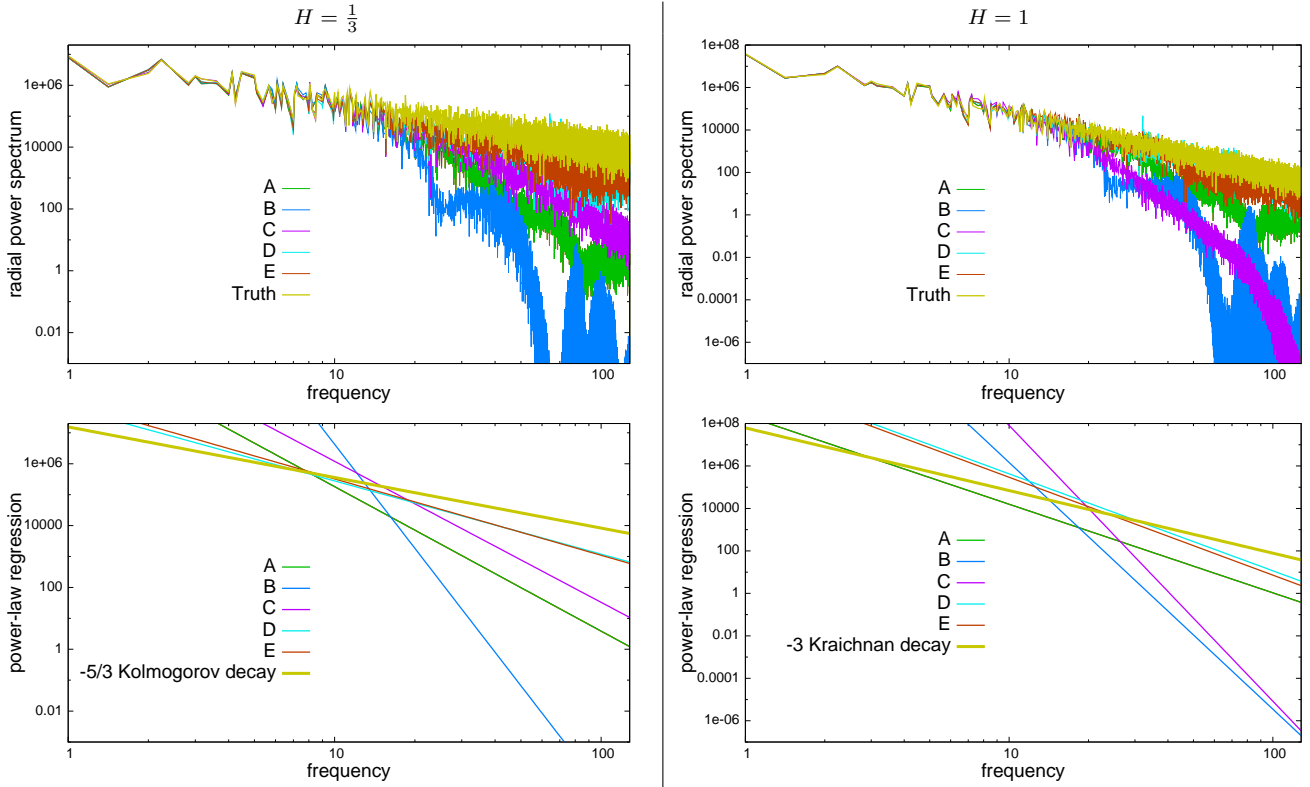 H = 1/3
radial power spectrum
1e+06
10000
100
1
0.01
A
B
C
D
E
Truth
1 10 100
frequency
H = 1
radial power spectrum
1e+08
1e+06
10000
100
1
0.01
0.0001
1e-06
A
B
C
D
E
Truth
1 10 100
frequency
power-law regression
1e+06
10000
100
1
0.01
A
B
C
D
E
-5/3 Kolmogorov decay
1 10 100
frequency
power-law regression
1e+08
1e+06
10000
100
1
0.01
0.0001
1e-06
A
B
C
D
E
-3 Kraichnan decay
1 10 100
frequency